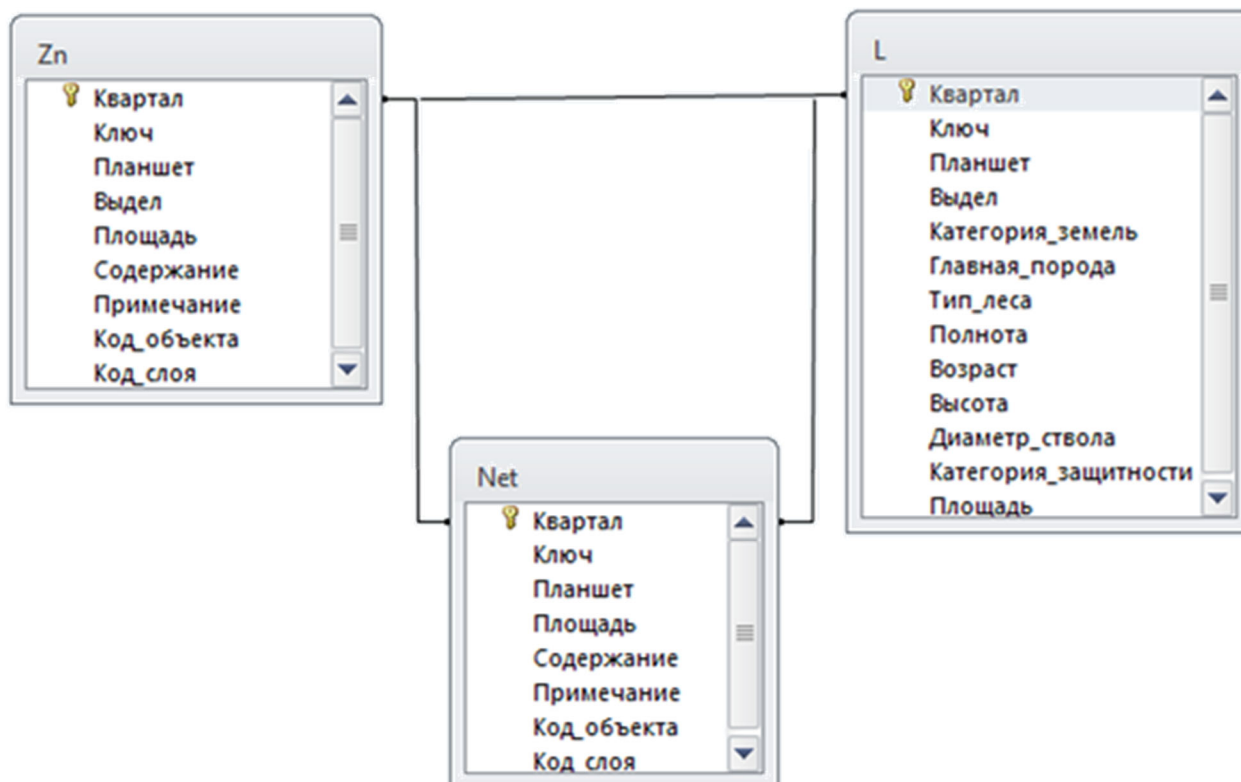 Zn
Квартал
Ключ
Планшет
Выдел
Площадь
Содержание
Примечание
Код_объекта
Код_слоя
L
Квартал
Ключ
Планшет
Выдел
Категория_земель
Главная_порода
Тип_леса
Полнота
Возраст
Высота
Диаметр_ствола
Категория_защитности
Площадь
Net
Квартал
Ключ
Планшет
Площадь
Содержание
Примечание
Код_объекта
Код_слоя